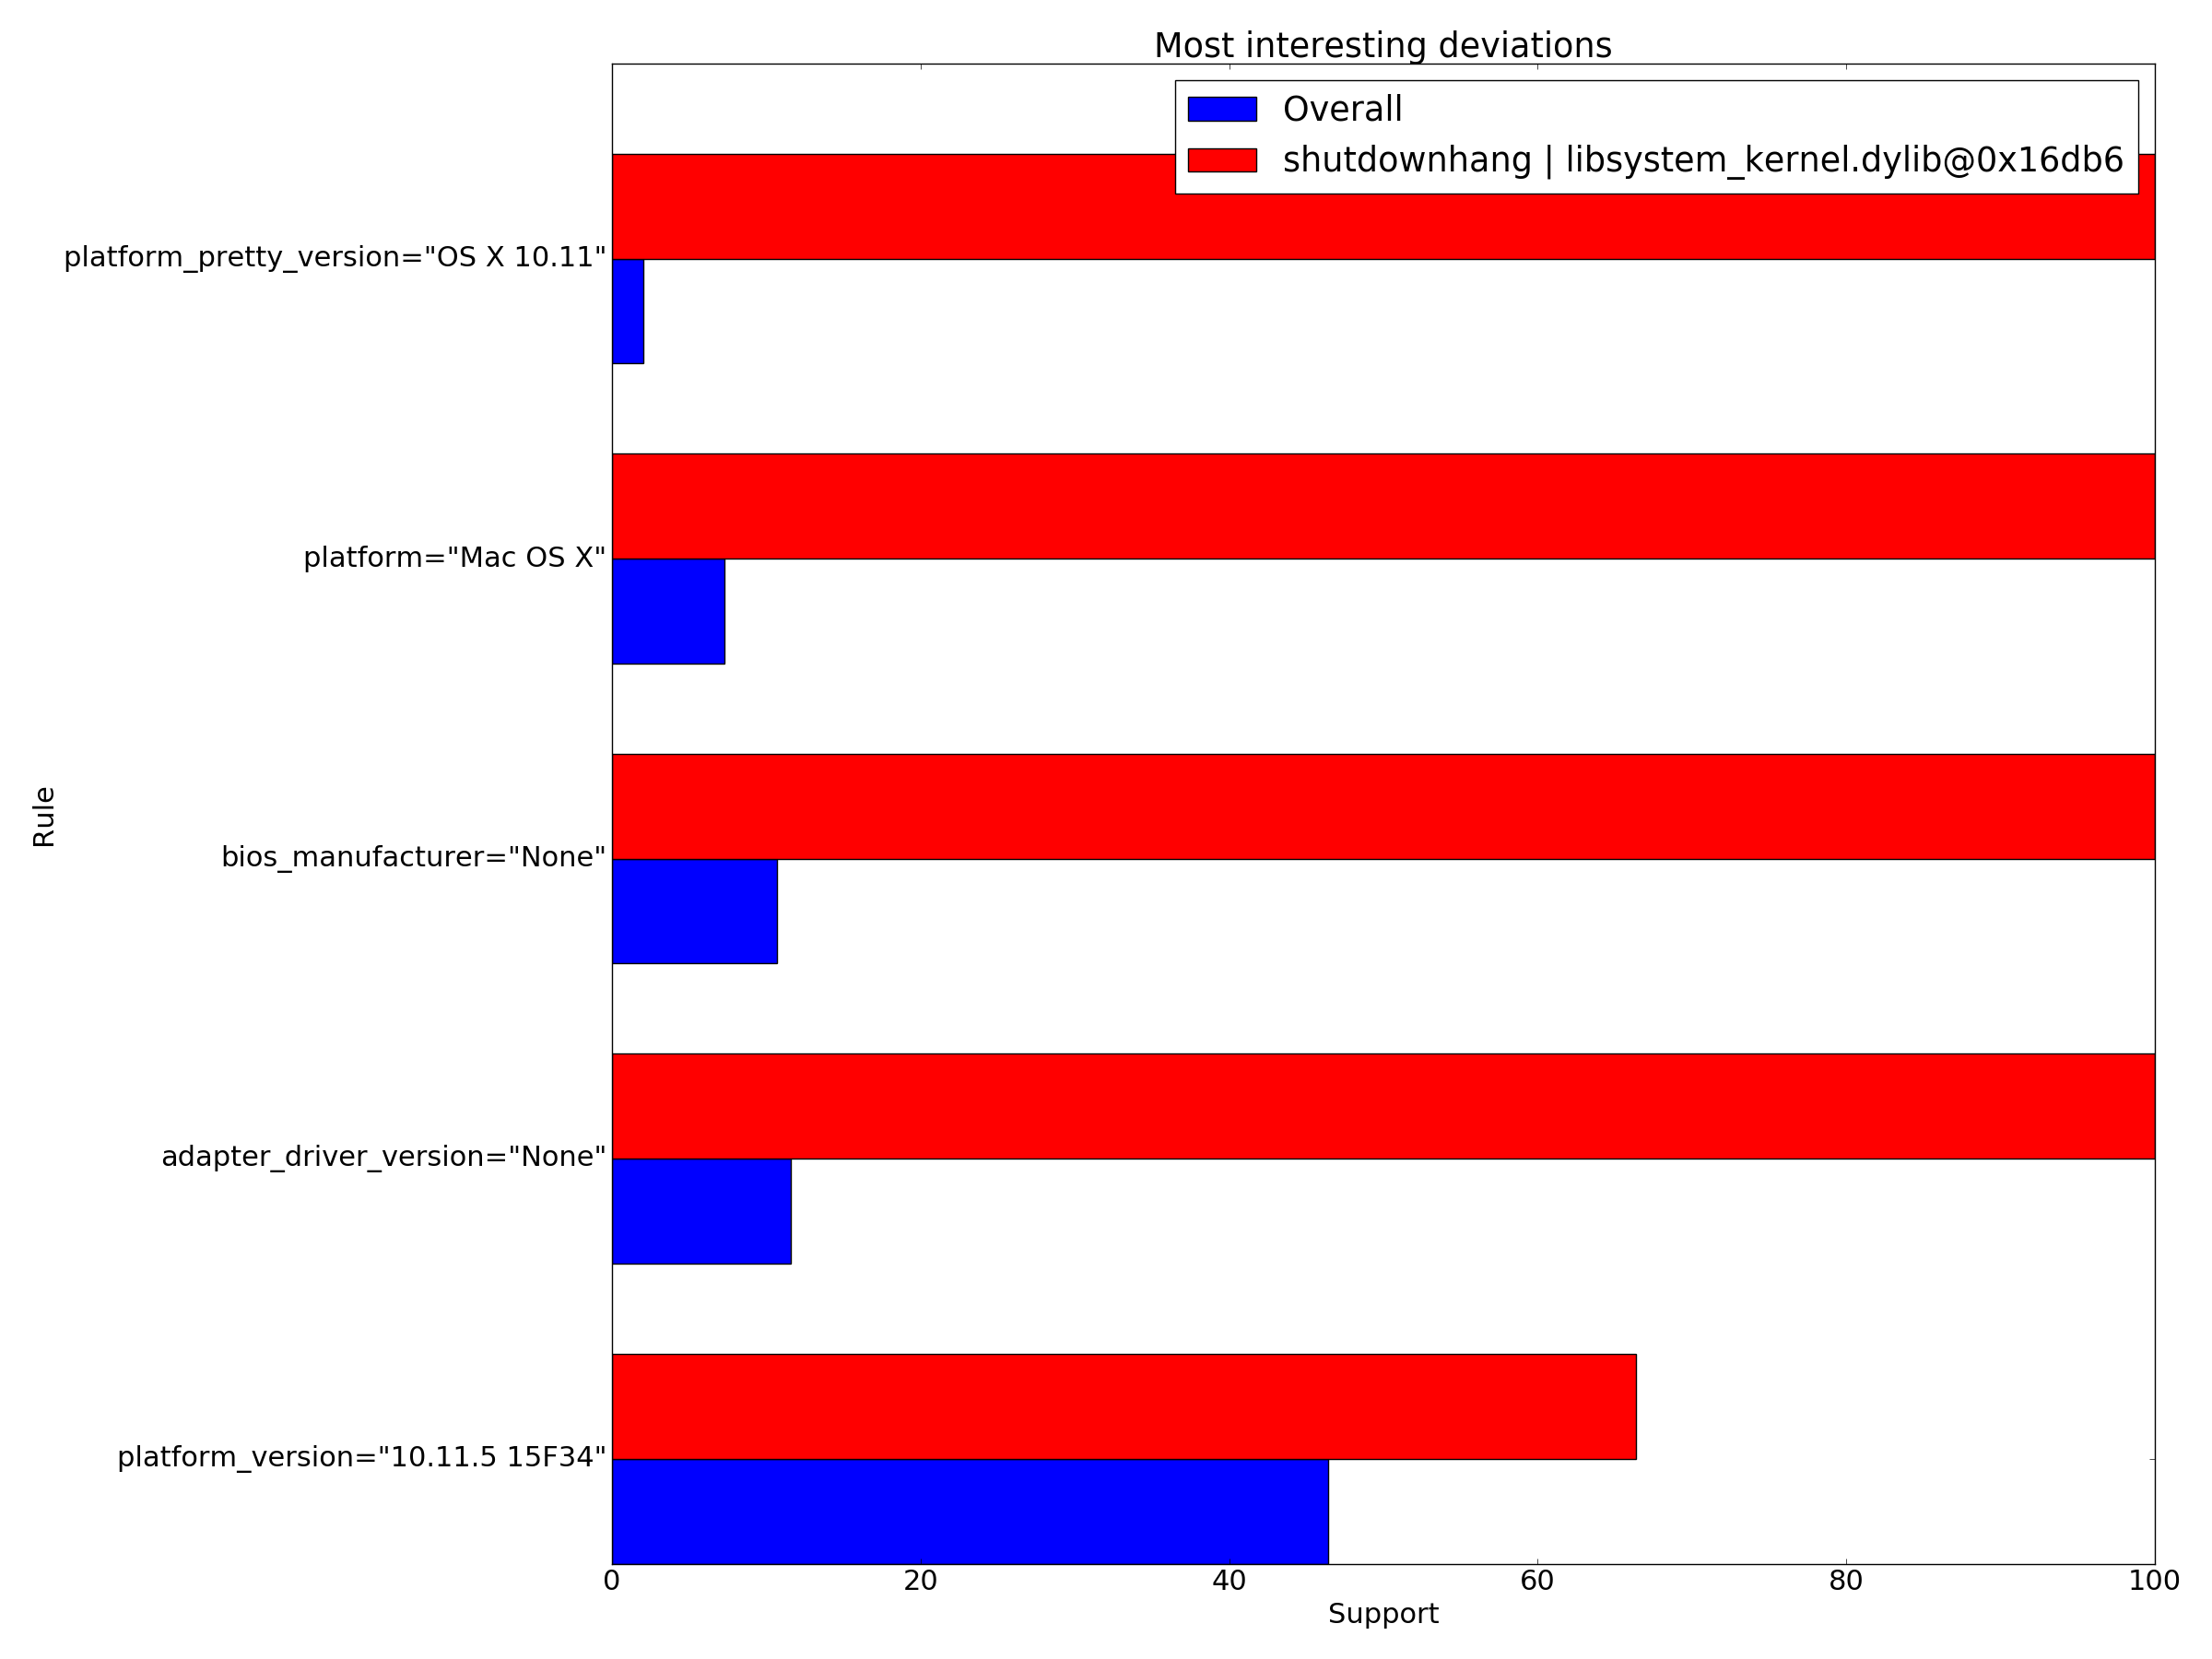 Most interesting deviations
Overall
shutdownhang | libsystem_kernel.dylib@0x16db6
platform_pretty_version="OS X 10.11"
platform="Mac OS X"
bios_manufacturer="None"
adapter_driver_version="None"
platform_version="10.11.5 15F34"
Rule
0 20 40 60 80 100
Support